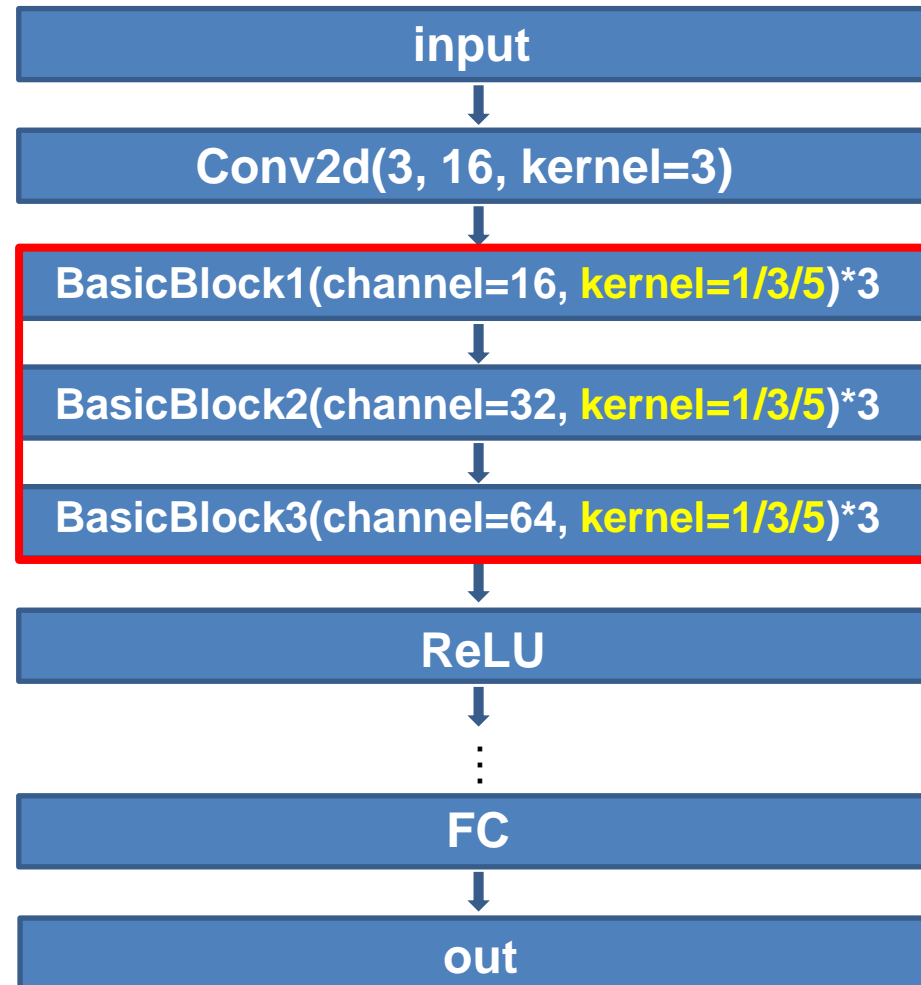 input
Conv2d(3, 16, kernel=3)
BasicBlock1(channel=16, kernel=1/3/5)*3
BasicBlock2(channel=32, kernel=1/3/5)*3
BasicBlock3(channel=64, kernel=1/3/5)*3
ReLU
⋮
FC
out